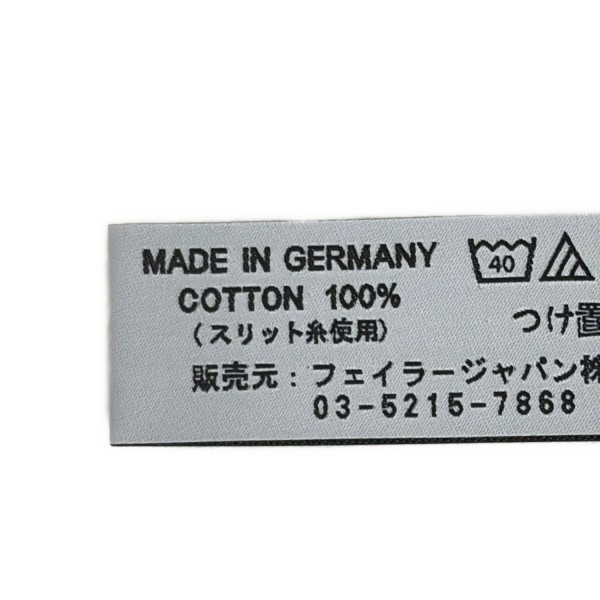 MADE IN GERMANY
COTTON 100%
(スリット糸使用)
販売元：フェイラージャパン株
03-5215-7868
40
つけ置